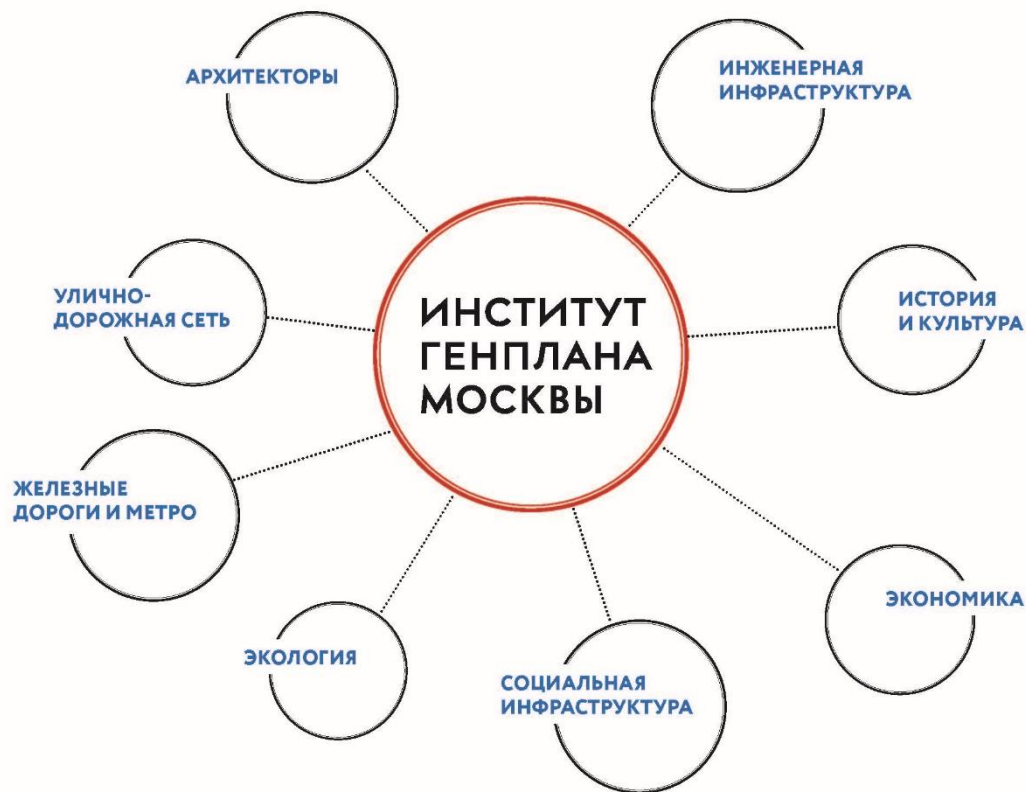 АРХИТЕКТОРЫ
ИНЖЕНЕРНАЯ
ИНФРАСТРУКТУРА
УЛИЧНО-
ДОРОЖНАЯ СЕТЬ
ИНСТИТУТ
ГЕНПЛАНА
МОСКВЫ
ИСТОРИЯ
И КУЛЬТУРА
ЖЕЛЕЗНЫЕ
ДОРОГИ И МЕТРО
ЭКОНОМИКА
ЭКОЛОГИЯ
СОЦИАЛЬНАЯ
ИНФРАСТРУКТУРА